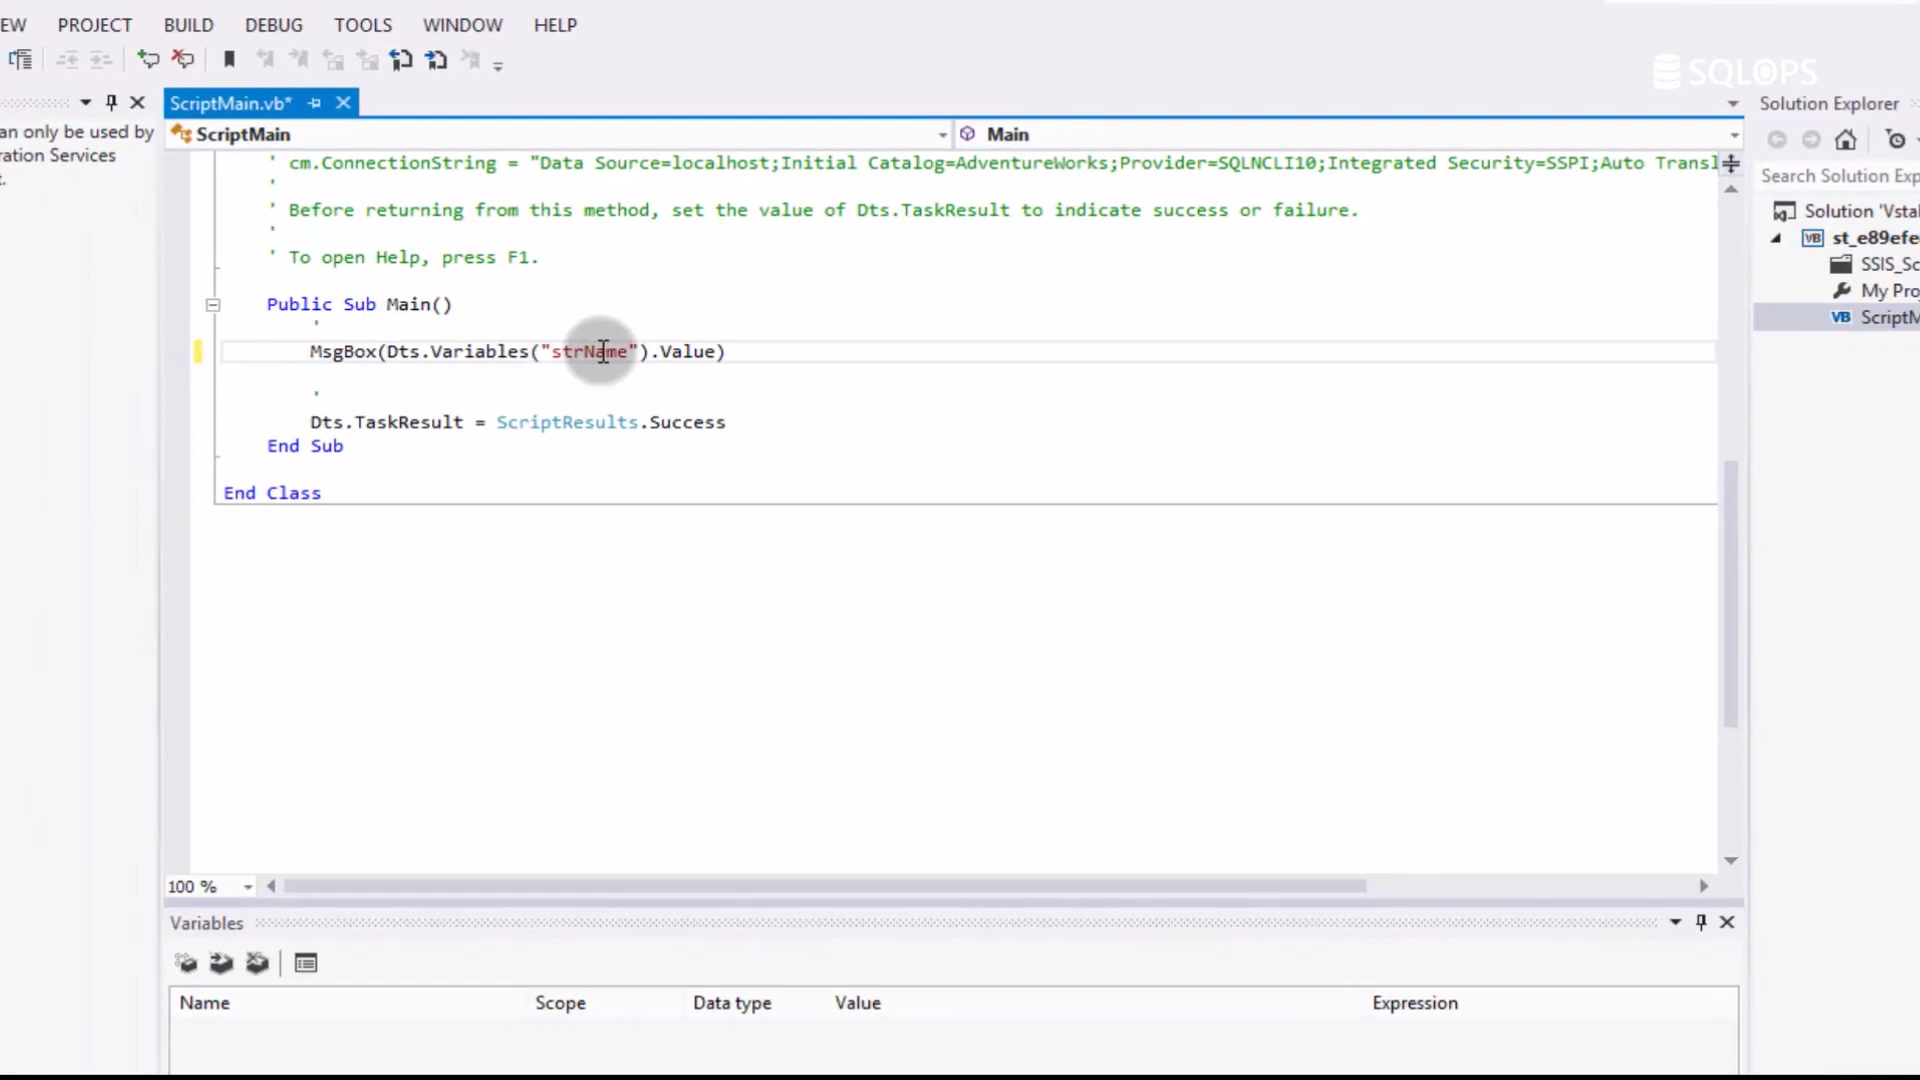 EW PROJECT BUILD DEBUG TOOLS WINDOW HELP
SQLOPS
ScriptMain.vb*
Solution Explorer
an only be used by
ration Services
t.
ScriptMain
Main
Search Solution Exp
' cm.ConnectionString = "Data Source=localhost;Initial Catalog=AdventureWorks;Provider=SQLNCLI10;Integrated Security=SSPI;Auto Transl
'
' Before returning from this method, set the value of Dts.TaskResult to indicate success or failure.
'
' To open Help, press F1.
Solution 'Vsta
VB st_e89efe
SSIS_Sc
My Pro
VB ScriptM
Public Sub Main()
'
MsgBox(Dts.Variables("strName").Value)
'
Dts.TaskResult = ScriptResults.Success
End Sub
End Class
100 %
Variables
Name Scope Data type Value Expression